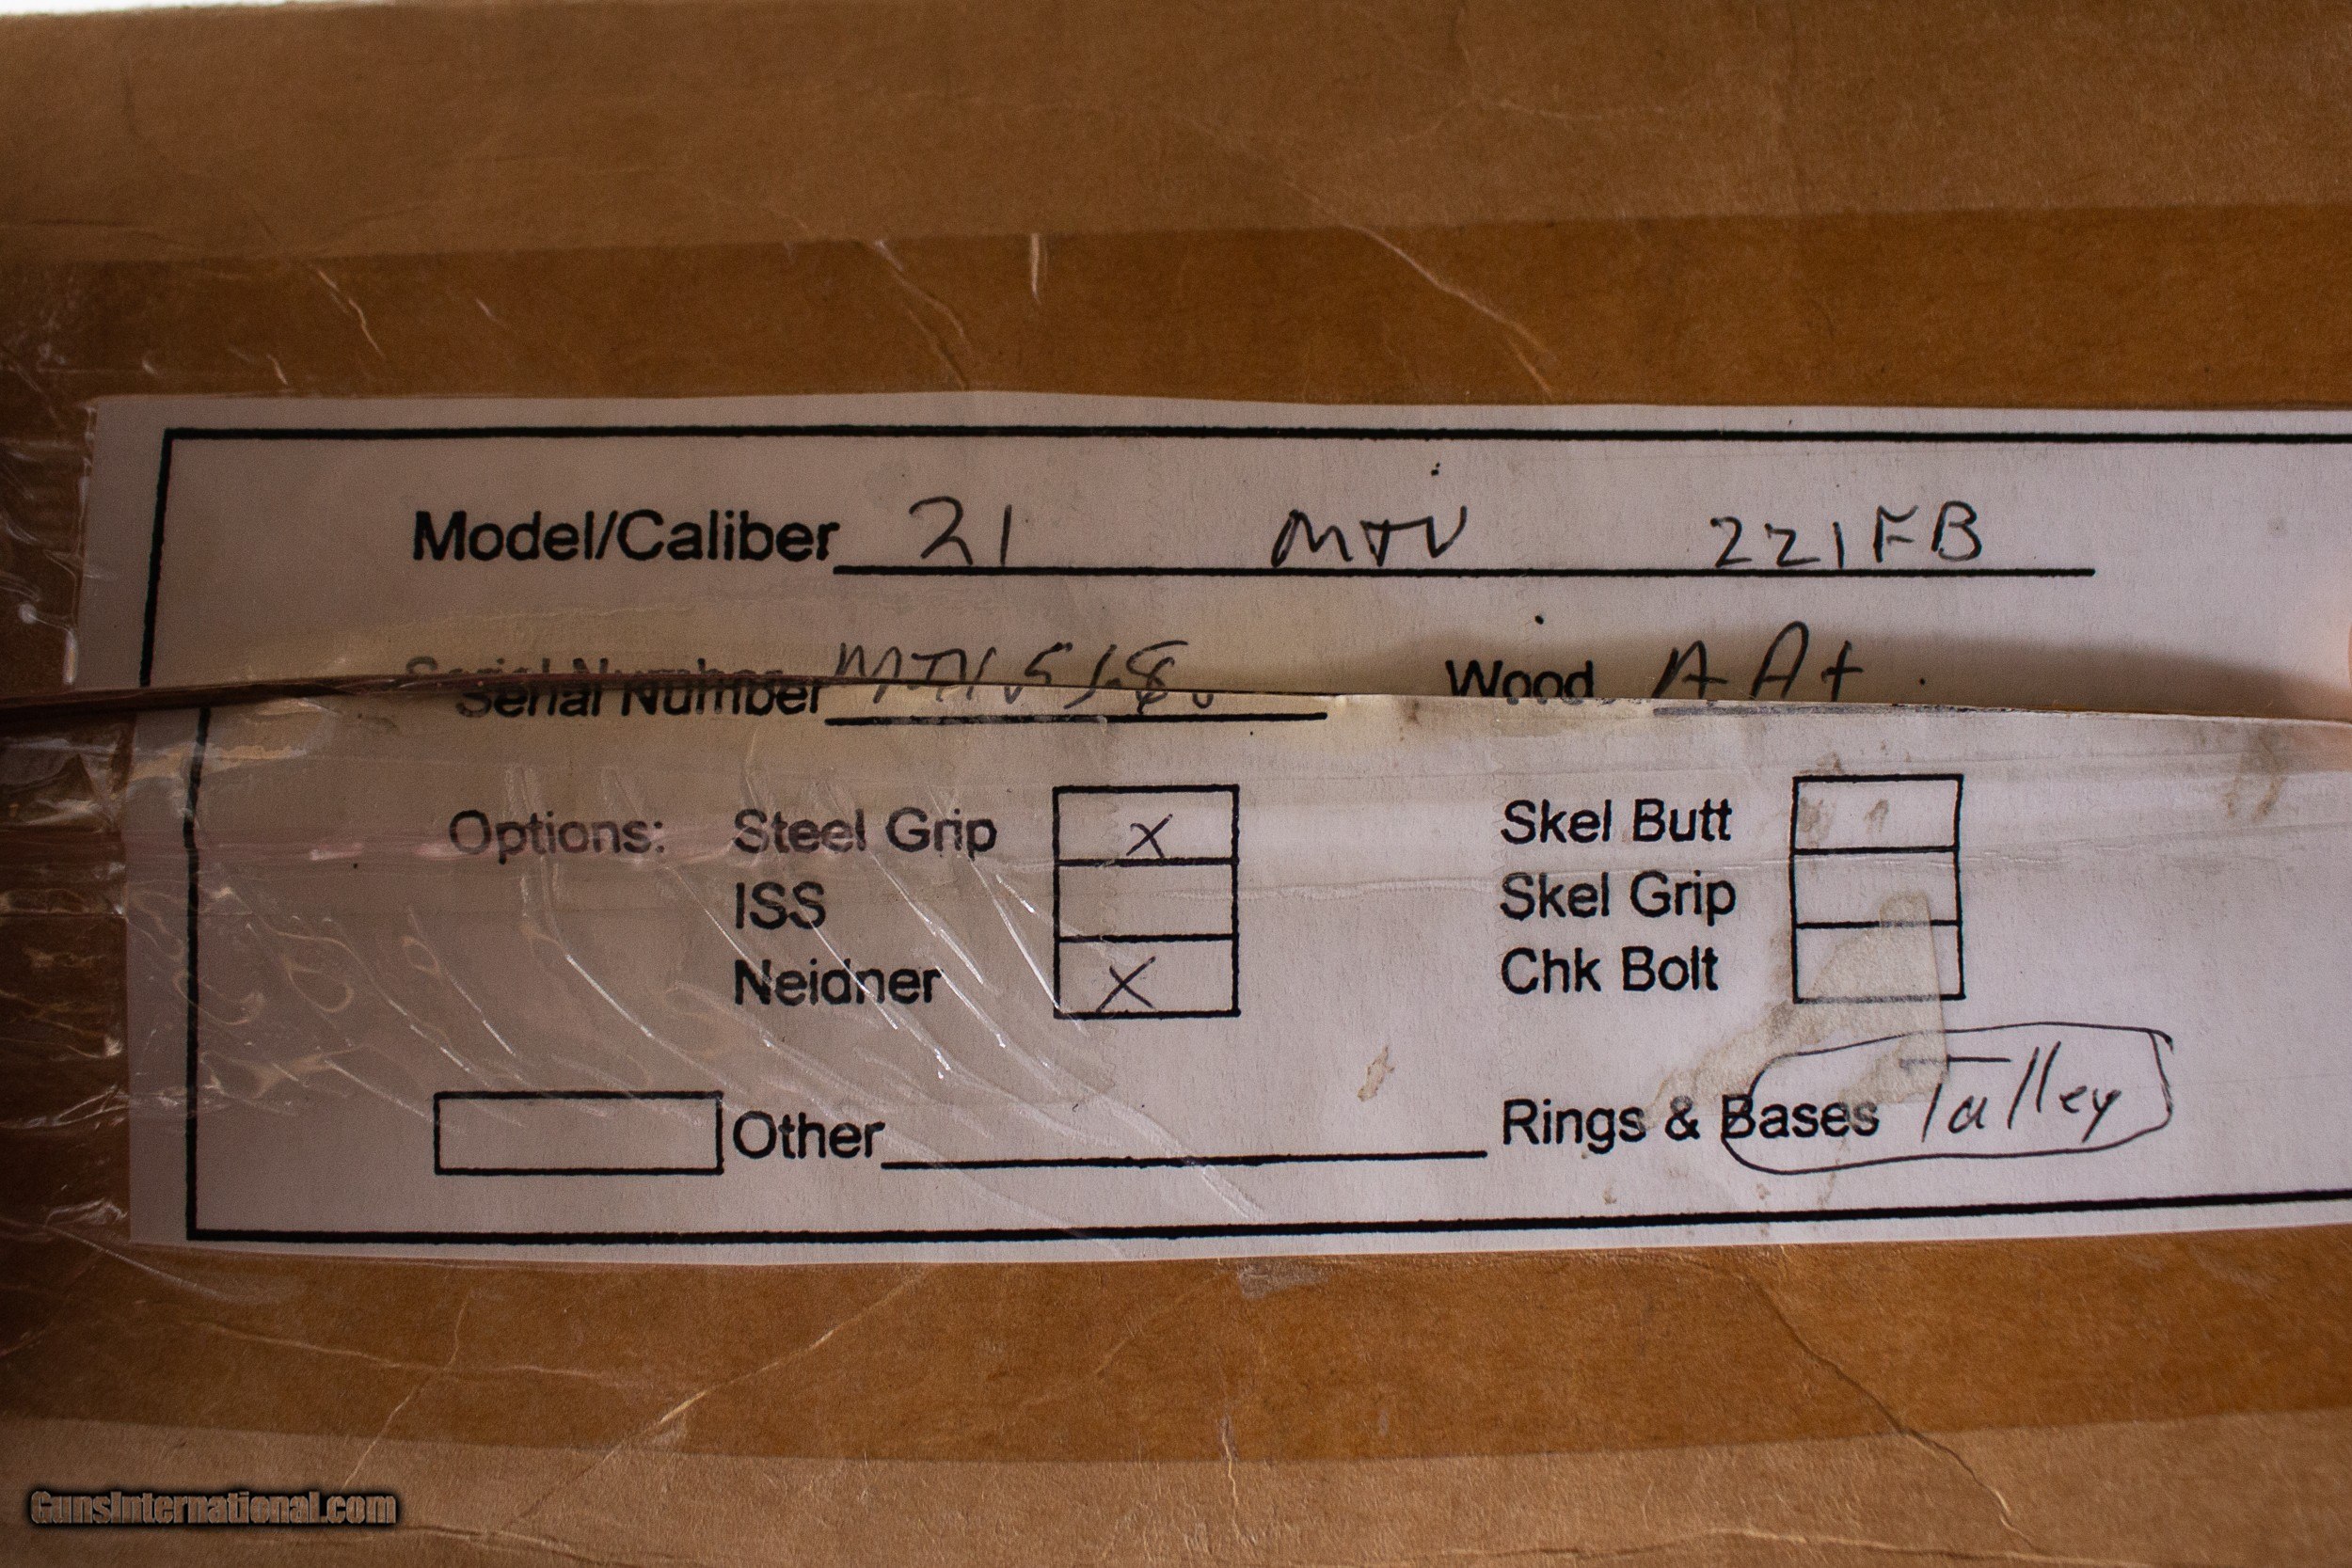 Model/Caliber 21 MTN 221FB
Serial Number Wood AA+
Options: Steel Grip X Skel Butt
ISS Skel Grip
Neidner X Chk Bolt
Other Rings & Bases Talley
GunsInternational.com